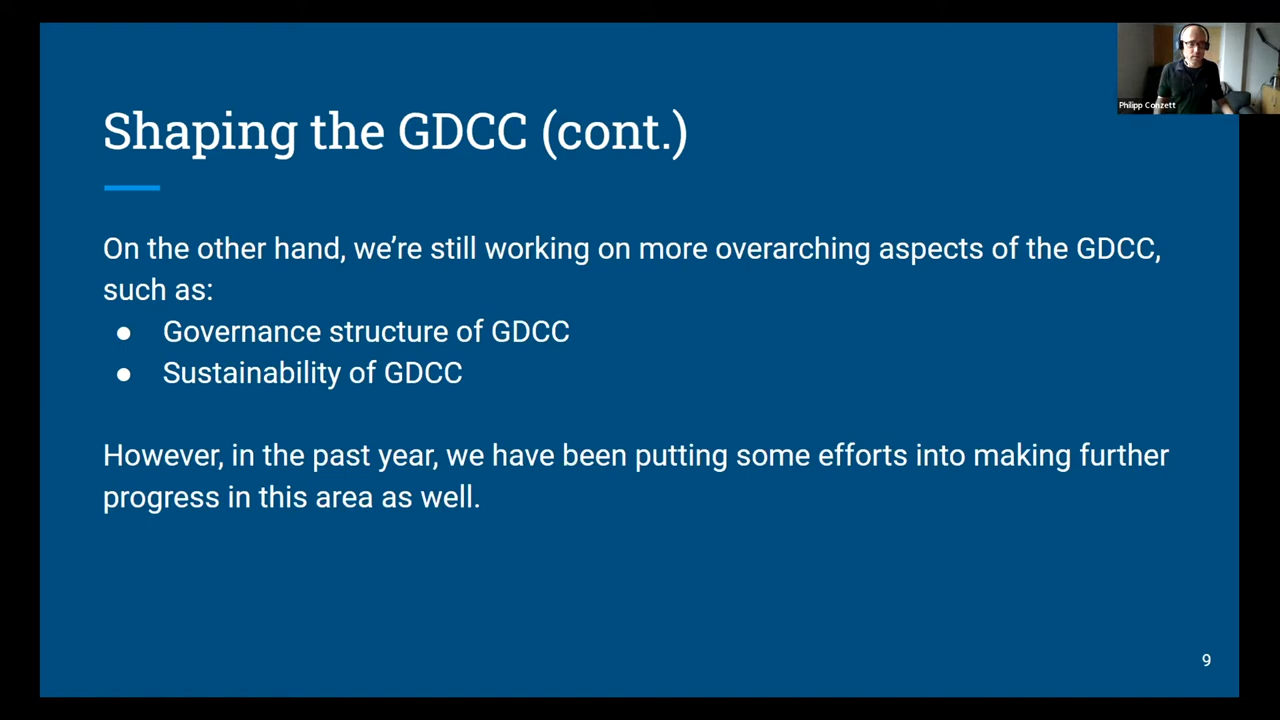 Philipp Conzett
Shaping the GDCC (cont.)
On the other hand, we’re still working on more overarching aspects of the GDCC,
such as:
● Governance structure of GDCC
● Sustainability of GDCC
However, in the past year, we have been putting some efforts into making further
progress in this area as well.
9